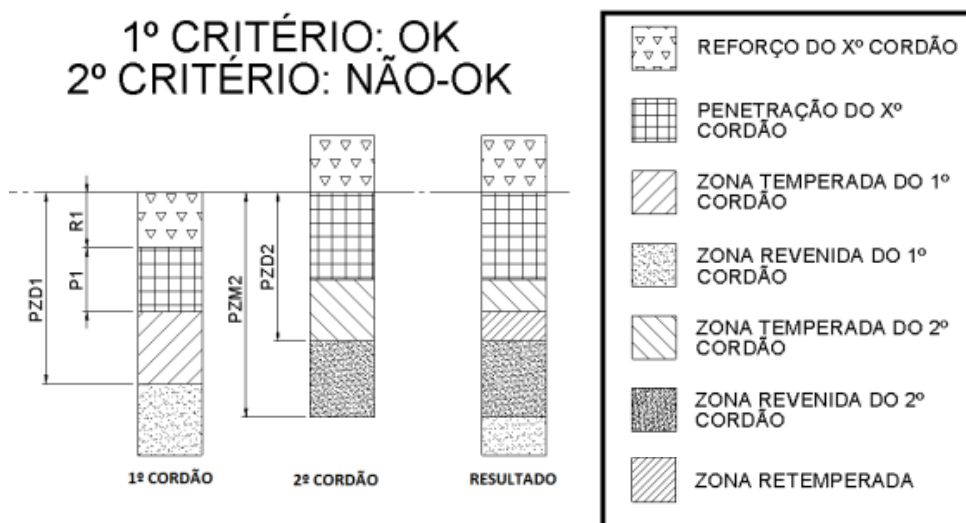 1º CRITÉRIO: OK
2º CRITÉRIO: NÃO-OK
R1
P1
PZD1
PZM2
PZD2
1º CORDÃO
2º CORDÃO
RESULTADO
REFORÇO DO Xº CORDÃO
PENETRAÇÃO DO Xº
CORDÃO
ZONA TEMPERADA DO 1º
CORDÃO
ZONA REVENIDA DO 1º
CORDÃO
ZONA TEMPERADA DO 2º
CORDÃO
ZONA REVENIDA DO 2º
CORDÃO
ZONA RETEMPERADA